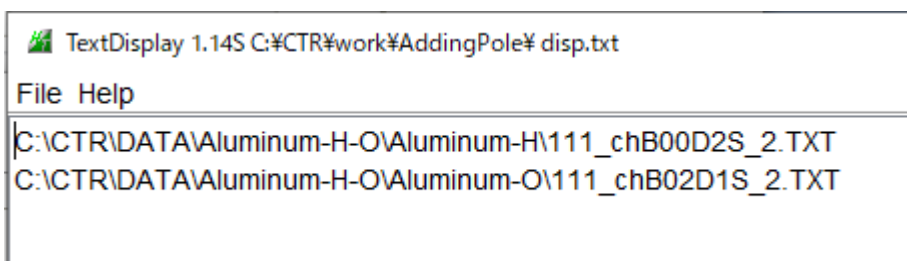 TextDisplay 1.14S C:¥CTR¥work¥AddingPole¥ disp.txt
File Help
C:\CTR\DATA\Aluminum-H-O\Aluminum-H\111_chB00D2S_2.TXT
C:\CTR\DATA\Aluminum-H-O\Aluminum-O\111_chB02D1S_2.TXT